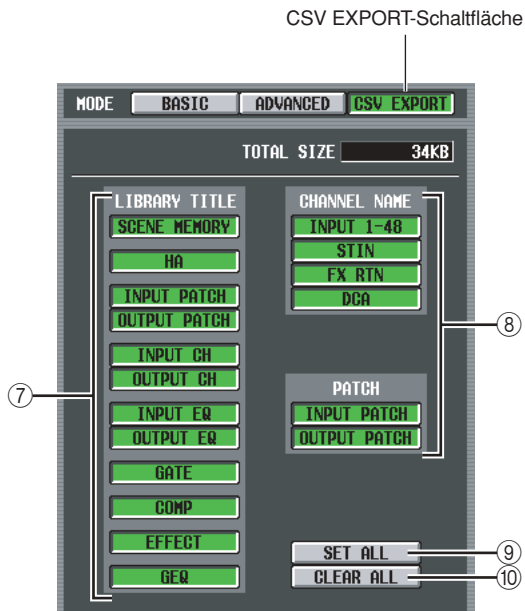 CSV EXPORT-Schaltfläche
MODE BASIC ADVANCED CSV EXPORT
TOTAL SIZE 34KB
LIBRARY TITLE
SCENE MEMORY
HA
INPUT PATCH
OUTPUT PATCH
INPUT CH
OUTPUT CH
INPUT EQ
OUTPUT EQ
GATE
COMP
EFFECT
GEQ
⑦
CHANNEL NAME
INPUT 1-48
STIN
FX RTN
DCA
PATCH
INPUT PATCH
OUTPUT PATCH
⑧
SET ALL ⑨
CLEAR ALL ⑩